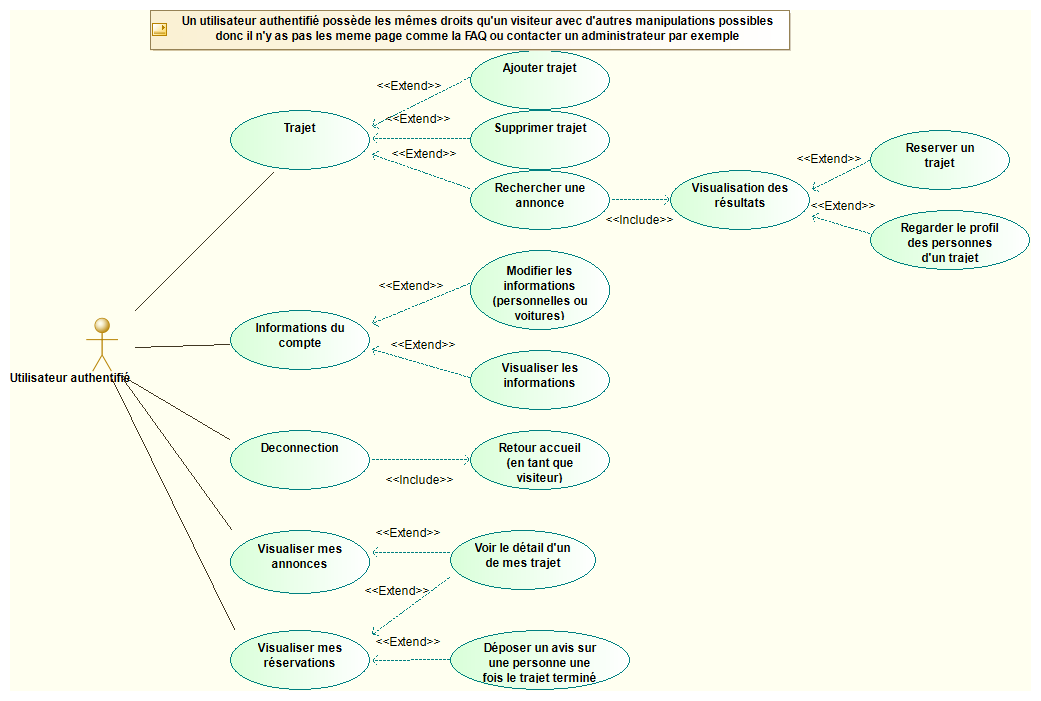 Un utilisateur authentifié possède les mêmes droits qu'un visiteur avec d'autres manipulations possibles
donc il n'y as pas les meme page comme la FAQ ou contacter un administrateur par exemple
Ajouter trajet
<<Extend>>
Trajet
<<Extend>>
Supprimer trajet
<<Extend>>
Rechercher une
annonce
<<Include>>
Visualisation des
résultats
<<Extend>>
Reserver un
trajet
<<Extend>>
Regarder le profil
des personnes
d'un trajet
Modifier les
informations
(personnelles ou
voitures)
<<Extend>>
Informations du
compte
<<Extend>>
Visualiser les
informations
Utilisateur authentifié
Deconnection
<<Include>>
Retour accueil
(en tant que
visiteur)
Visualiser mes
annonces
<<Extend>>
Voir le détail d'un
de mes trajet
<<Extend>>
Visualiser mes
réservations
<<Extend>>
Déposer un avis sur
une personne une
fois le trajet terminé